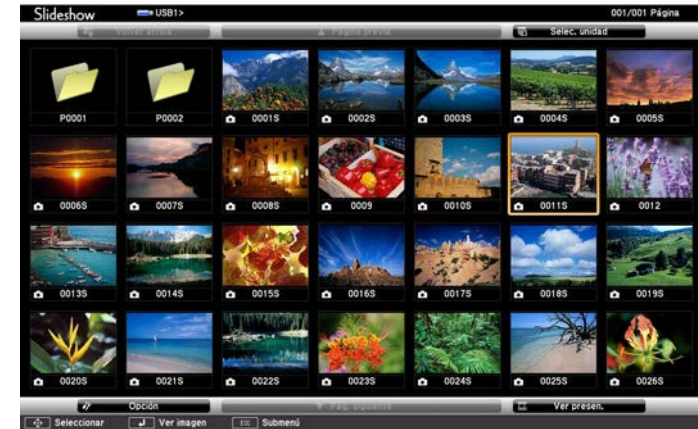 Slideshow USB1> 001/001 Página
Volver arriba Página previa Selec. unidad
P0001 P0002 0001S 0002S 0003S 0004S 0005S
0006S 0007S 0008S 0009 0010S 0011S 0012
0013S 0014S 0015S 0016S 0017S 0018S 0019S
0020S 0021S 0022S 0023S 0024S 0025S 0026S
Opción Pág. siguiente Ver presen.
Seleccionar Ver imagen Esc Submenú